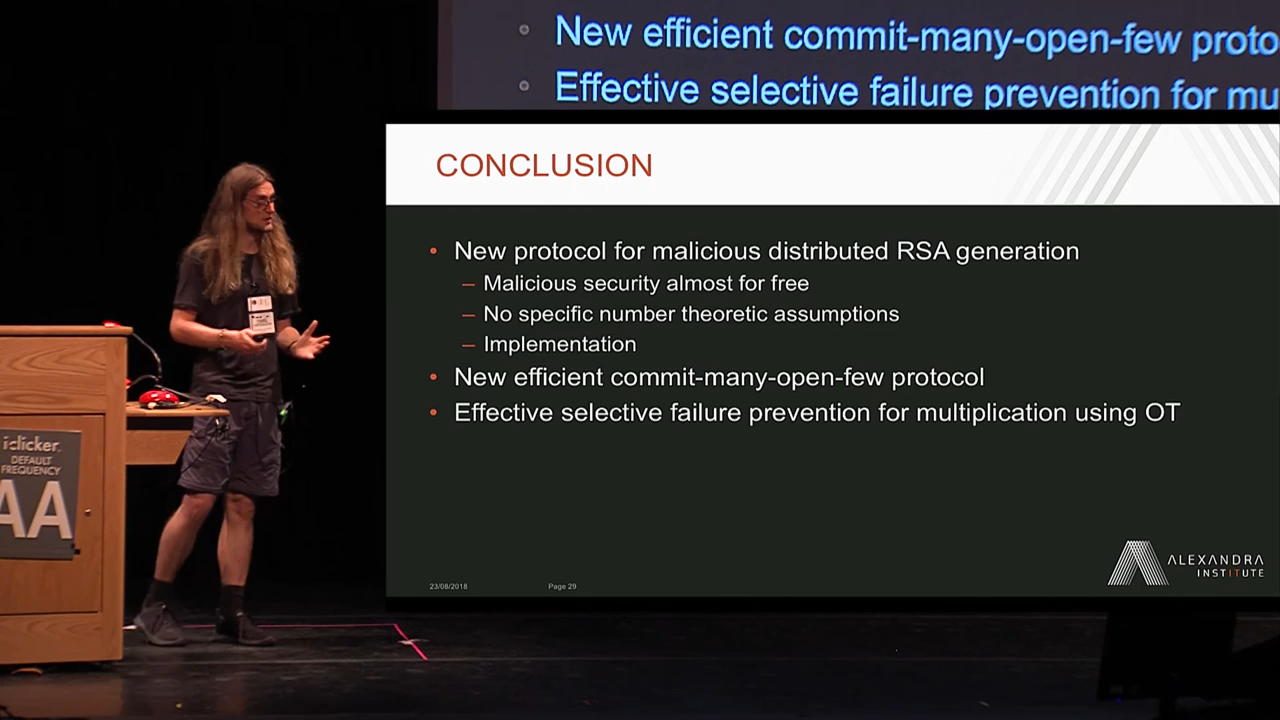 New efficient commit-many-open-few proto
Effective selective failure prevention for mu
CONCLUSION
• New protocol for malicious distributed RSA generation
– Malicious security almost for free
– No specific number theoretic assumptions
– Implementation
• New efficient commit-many-open-few protocol
• Effective selective failure prevention for multiplication using OT
iclicker.
DEFAULT
FREQUENCY
AA
ALEXANDRA
INSTITUTE
23/08/2018
Page 29